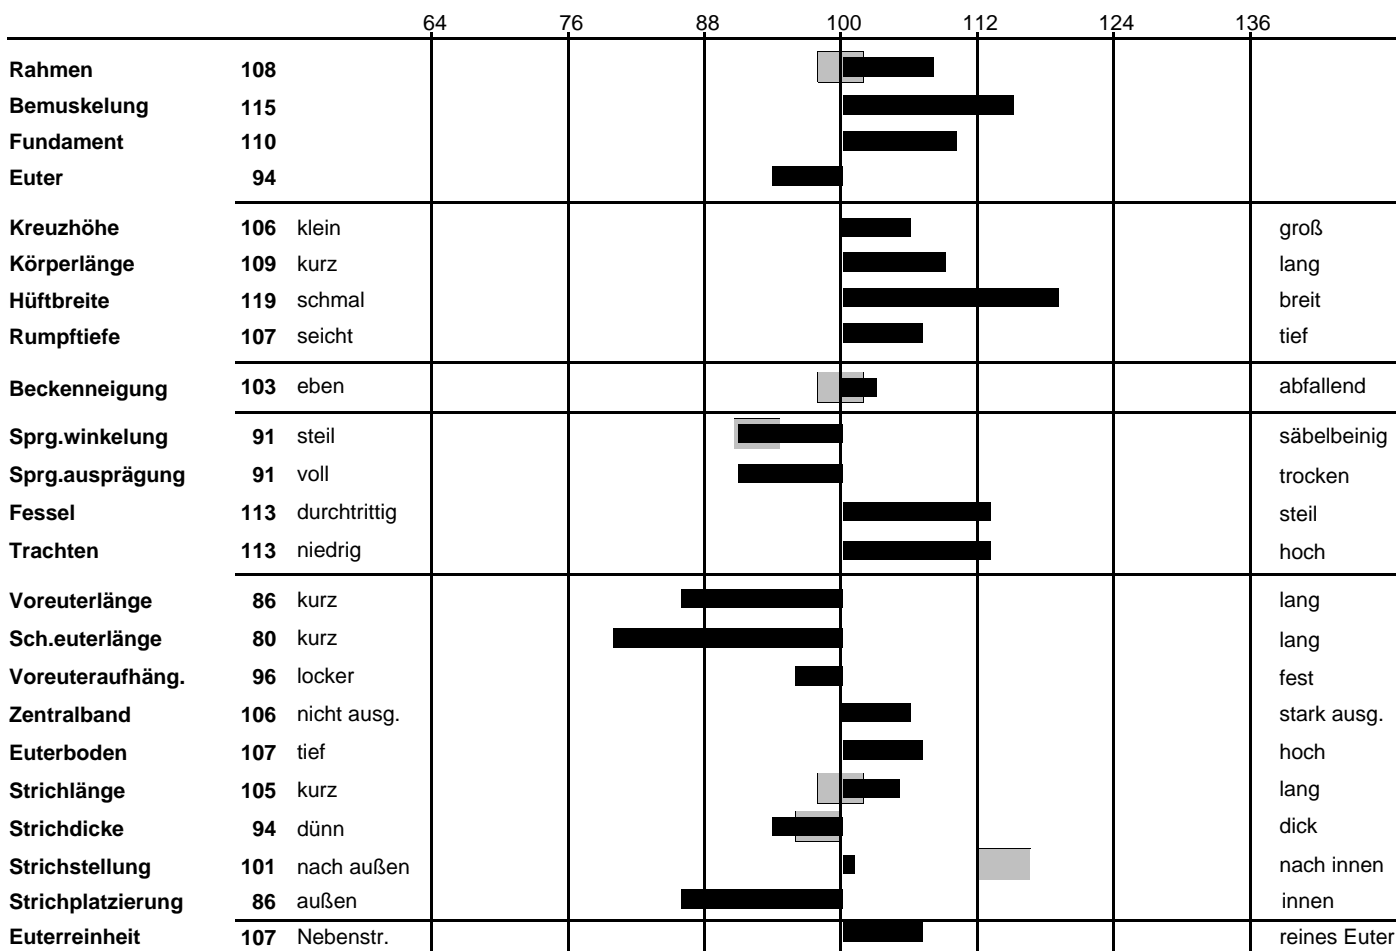 64 76 88 100 112 124 136
Rahmen 108
Bemuskelung 115
Fundament 110
Euter 94
Kreuzhöhe 106 klein groß
Körperlänge 109 kurz lang
Hüftbreite 119 schmal breit
Rumpftiefe 107 seicht tief
Beckenneigung 103 eben abfallend
Sprg.winkelung 91 steil säbelbeinig
Sprg.ausprägung 91 voll trocken
Fessel 113 durchtrittig steil
Trachten 113 niedrig hoch
Voreuterlänge 86 kurz lang
Sch.euterlänge 80 kurz lang
Voreuteraufhäng. 96 locker fest
Zentralband 106 nicht ausg. stark ausg.
Euterboden 107 tief hoch
Strichlänge 105 kurz lang
Strichdicke 94 dünn dick
Strichstellung 101 nach außen nach innen
Strichplatzierung 86 außen innen
Euterreinheit 107 Nebenstr. reines Euter